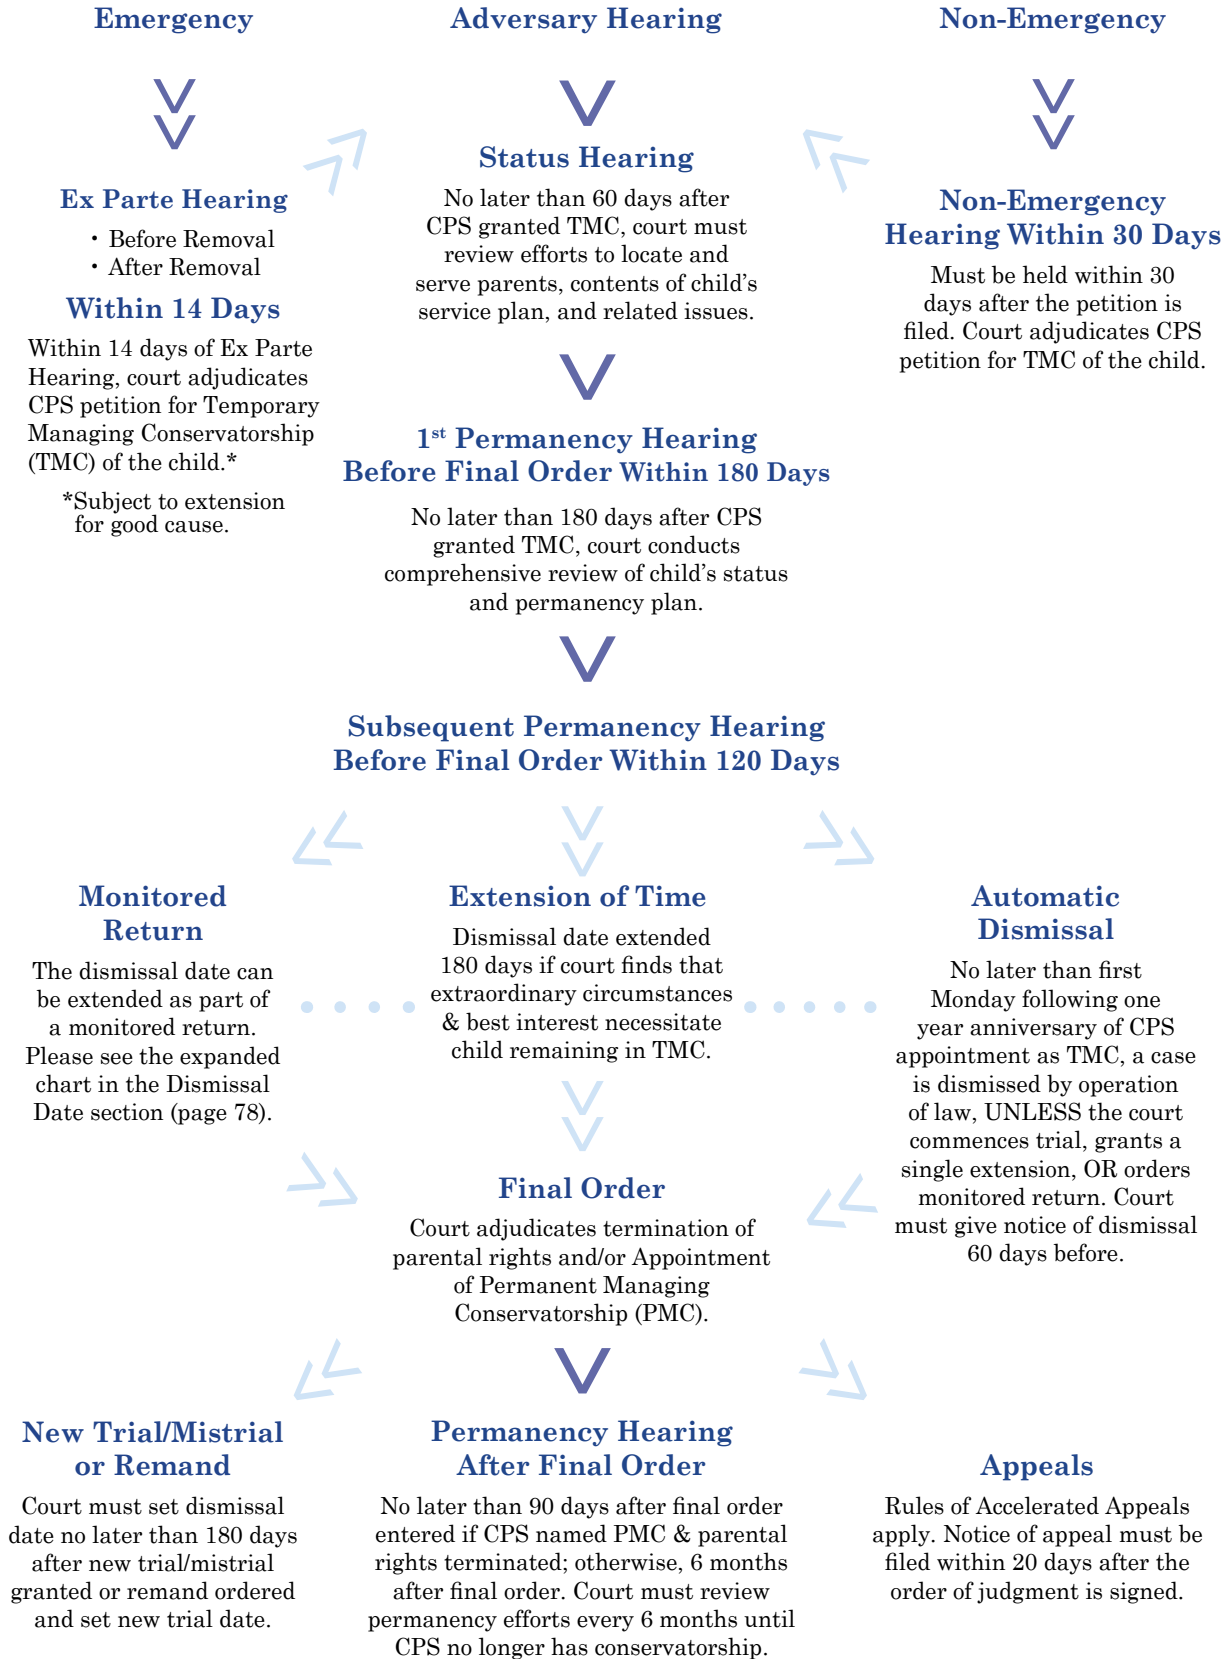 Emergency
Adversary Hearing
Non-Emergency
Ex Parte Hearing
• Before Removal
• After Removal
Within 14 Days
Within 14 days of Ex Parte
Hearing, court adjudicates
CPS petition for Temporary
Managing Conservatorship
(TMC) of the child.*
*Subject to extension
for good cause.
Status Hearing
No later than 60 days after
CPS granted TMC, court must
review efforts to locate and
serve parents, contents of child's
service plan, and related issues.
Non-Emergency
Hearing Within 30 Days
Must be held within 30
days after the petition is
filed. Court adjudicates CPS
petition for TMC of the child.
1st Permanency Hearing
Before Final Order Within 180 Days
No later than 180 days after CPS
granted TMC, court conducts
comprehensive review of child's status
and permanency plan.
Subsequent Permanency Hearing
Before Final Order Within 120 Days
Monitored
Return
The dismissal date can
be extended as part of
a monitored return.
Please see the expanded
chart in the Dismissal
Date section (page 78).
Extension of Time
Dismissal date extended
180 days if court finds that
extraordinary circumstances
& best interest necessitate
child remaining in TMC.
Automatic
Dismissal
No later than first
Monday following one
year anniversary of CPS
appointment as TMC, a case
is dismissed by operation
of law, UNLESS the court
commences trial, grants a
single extension, OR orders
monitored return. Court
must give notice of dismissal
60 days before.
Final Order
Court adjudicates termination of
parental rights and/or Appointment
of Permanent Managing
Conservatorship (PMC).
New Trial/Mistrial
or Remand
Court must set dismissal
date no later than 180 days
after new trial/mistrial
granted or remand ordered
and set new trial date.
Permanency Hearing
After Final Order
No later than 90 days after final order
entered if CPS named PMC & parental
rights terminated; otherwise, 6 months
after final order. Court must review
permanency efforts every 6 months until
CPS no longer has conservatorship.
Appeals
Rules of Accelerated Appeals
apply. Notice of appeal must be
filed within 20 days after the
order of judgment is signed.